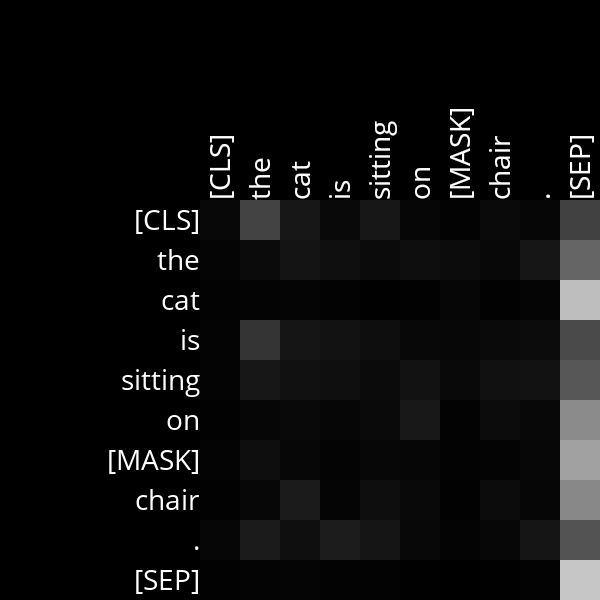 [CLS] the cat is sitting on [MASK] chair . [SEP]
[CLS]
the
cat
is
sitting
on
[MASK]
chair
.
[SEP]